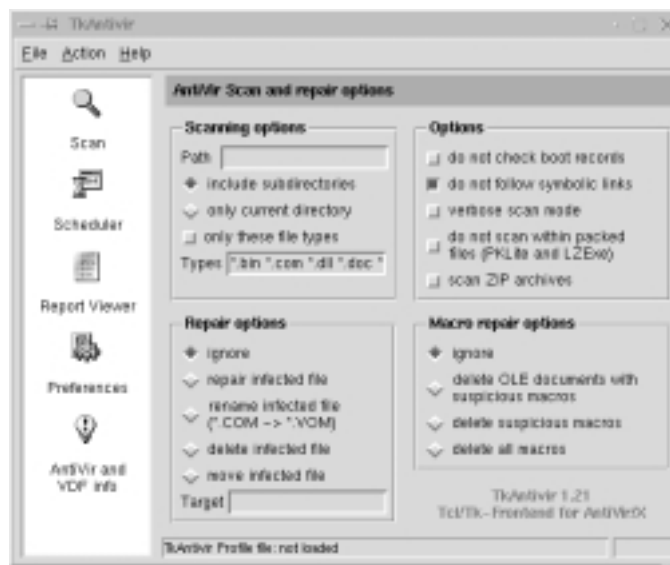 TkAntivir
File Action Help
Scan
Scheduler
Report Viewer
Preferences
AntiVir and
VDF info
AntiVir Scan and repair options
Scanning options
Path
include subdirectories
only current directory
only these file types
Types *.bin *.com *.dll *.doc *
Options
do not check boot records
do not follow symbolic links
verbose scan mode
do not scan within packed
files (PKLite and LZExe)
scan ZIP archives
Repair options
ignore
repair infected file
rename infected file
(*.COM -> *.VOM)
delete infected file
move infected file
Target
Macro repair options
ignore
delete OLE documents with
suspicious macros
delete suspicious macros
delete all macros
TkAntivir 1.21
Tcl/Tk-Frontend for AntiVir/X
TkAntivir Profile file: not loaded